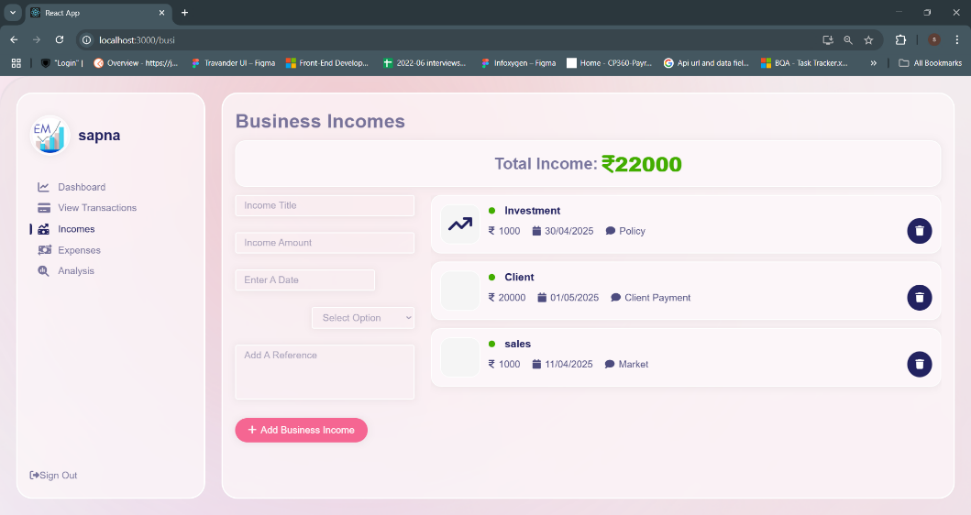 React App
localhost:3000/busi
"Login" |
Overview - https://j...
Travander UI – Figma
Front-End Develop...
2022-06 interviews...
Infoxygen – Figma
Home - CP360-Payr...
Api url and data fiel...
BQA - Task Tracker.x...
»
All Bookmarks
EM
sapna
Dashboard
View Transactions
Incomes
Expenses
Analysis
Sign Out
Business Incomes
Total Income: ₹22000
Income Title
Income Amount
Enter A Date
Select Option
Add A Reference
+ Add Business Income
Investment
₹ 1000 30/04/2025 Policy
Client
₹ 20000 01/05/2025 Client Payment
sales
₹ 1000 11/04/2025 Market